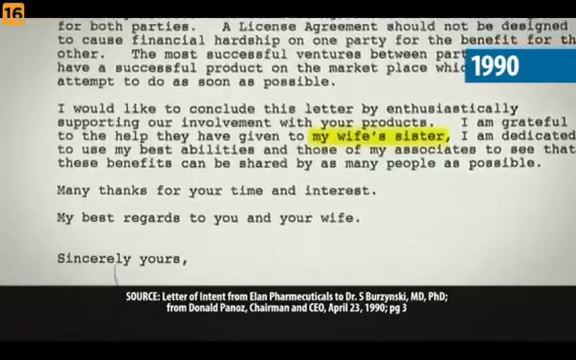 16
for both parties. A License Agreement should not be designed
to cause financial hardship on one party for the benefit for th
other. The most successful ventures between part
have a successful product on the market place whic
attempt to do as soon as possible.
1990
I would like to conclude this letter by enthusiastically
supporting our involvement with your products. I am grateful
to the help they have given to my wife's sister, I am dedicated
to use my best abilities and those of my associates to see that
these benefits can be shared by as many people as possible.
Many thanks for your time and interest.
My best regards to you and your wife.
Sincerely yours,
SOURCE: Letter of Intent from Elan Pharmecuticals to Dr. S Burzynski, MD, PhD;
from Donald Panoz, Chairman and CEO, April 23, 1990; pg 3